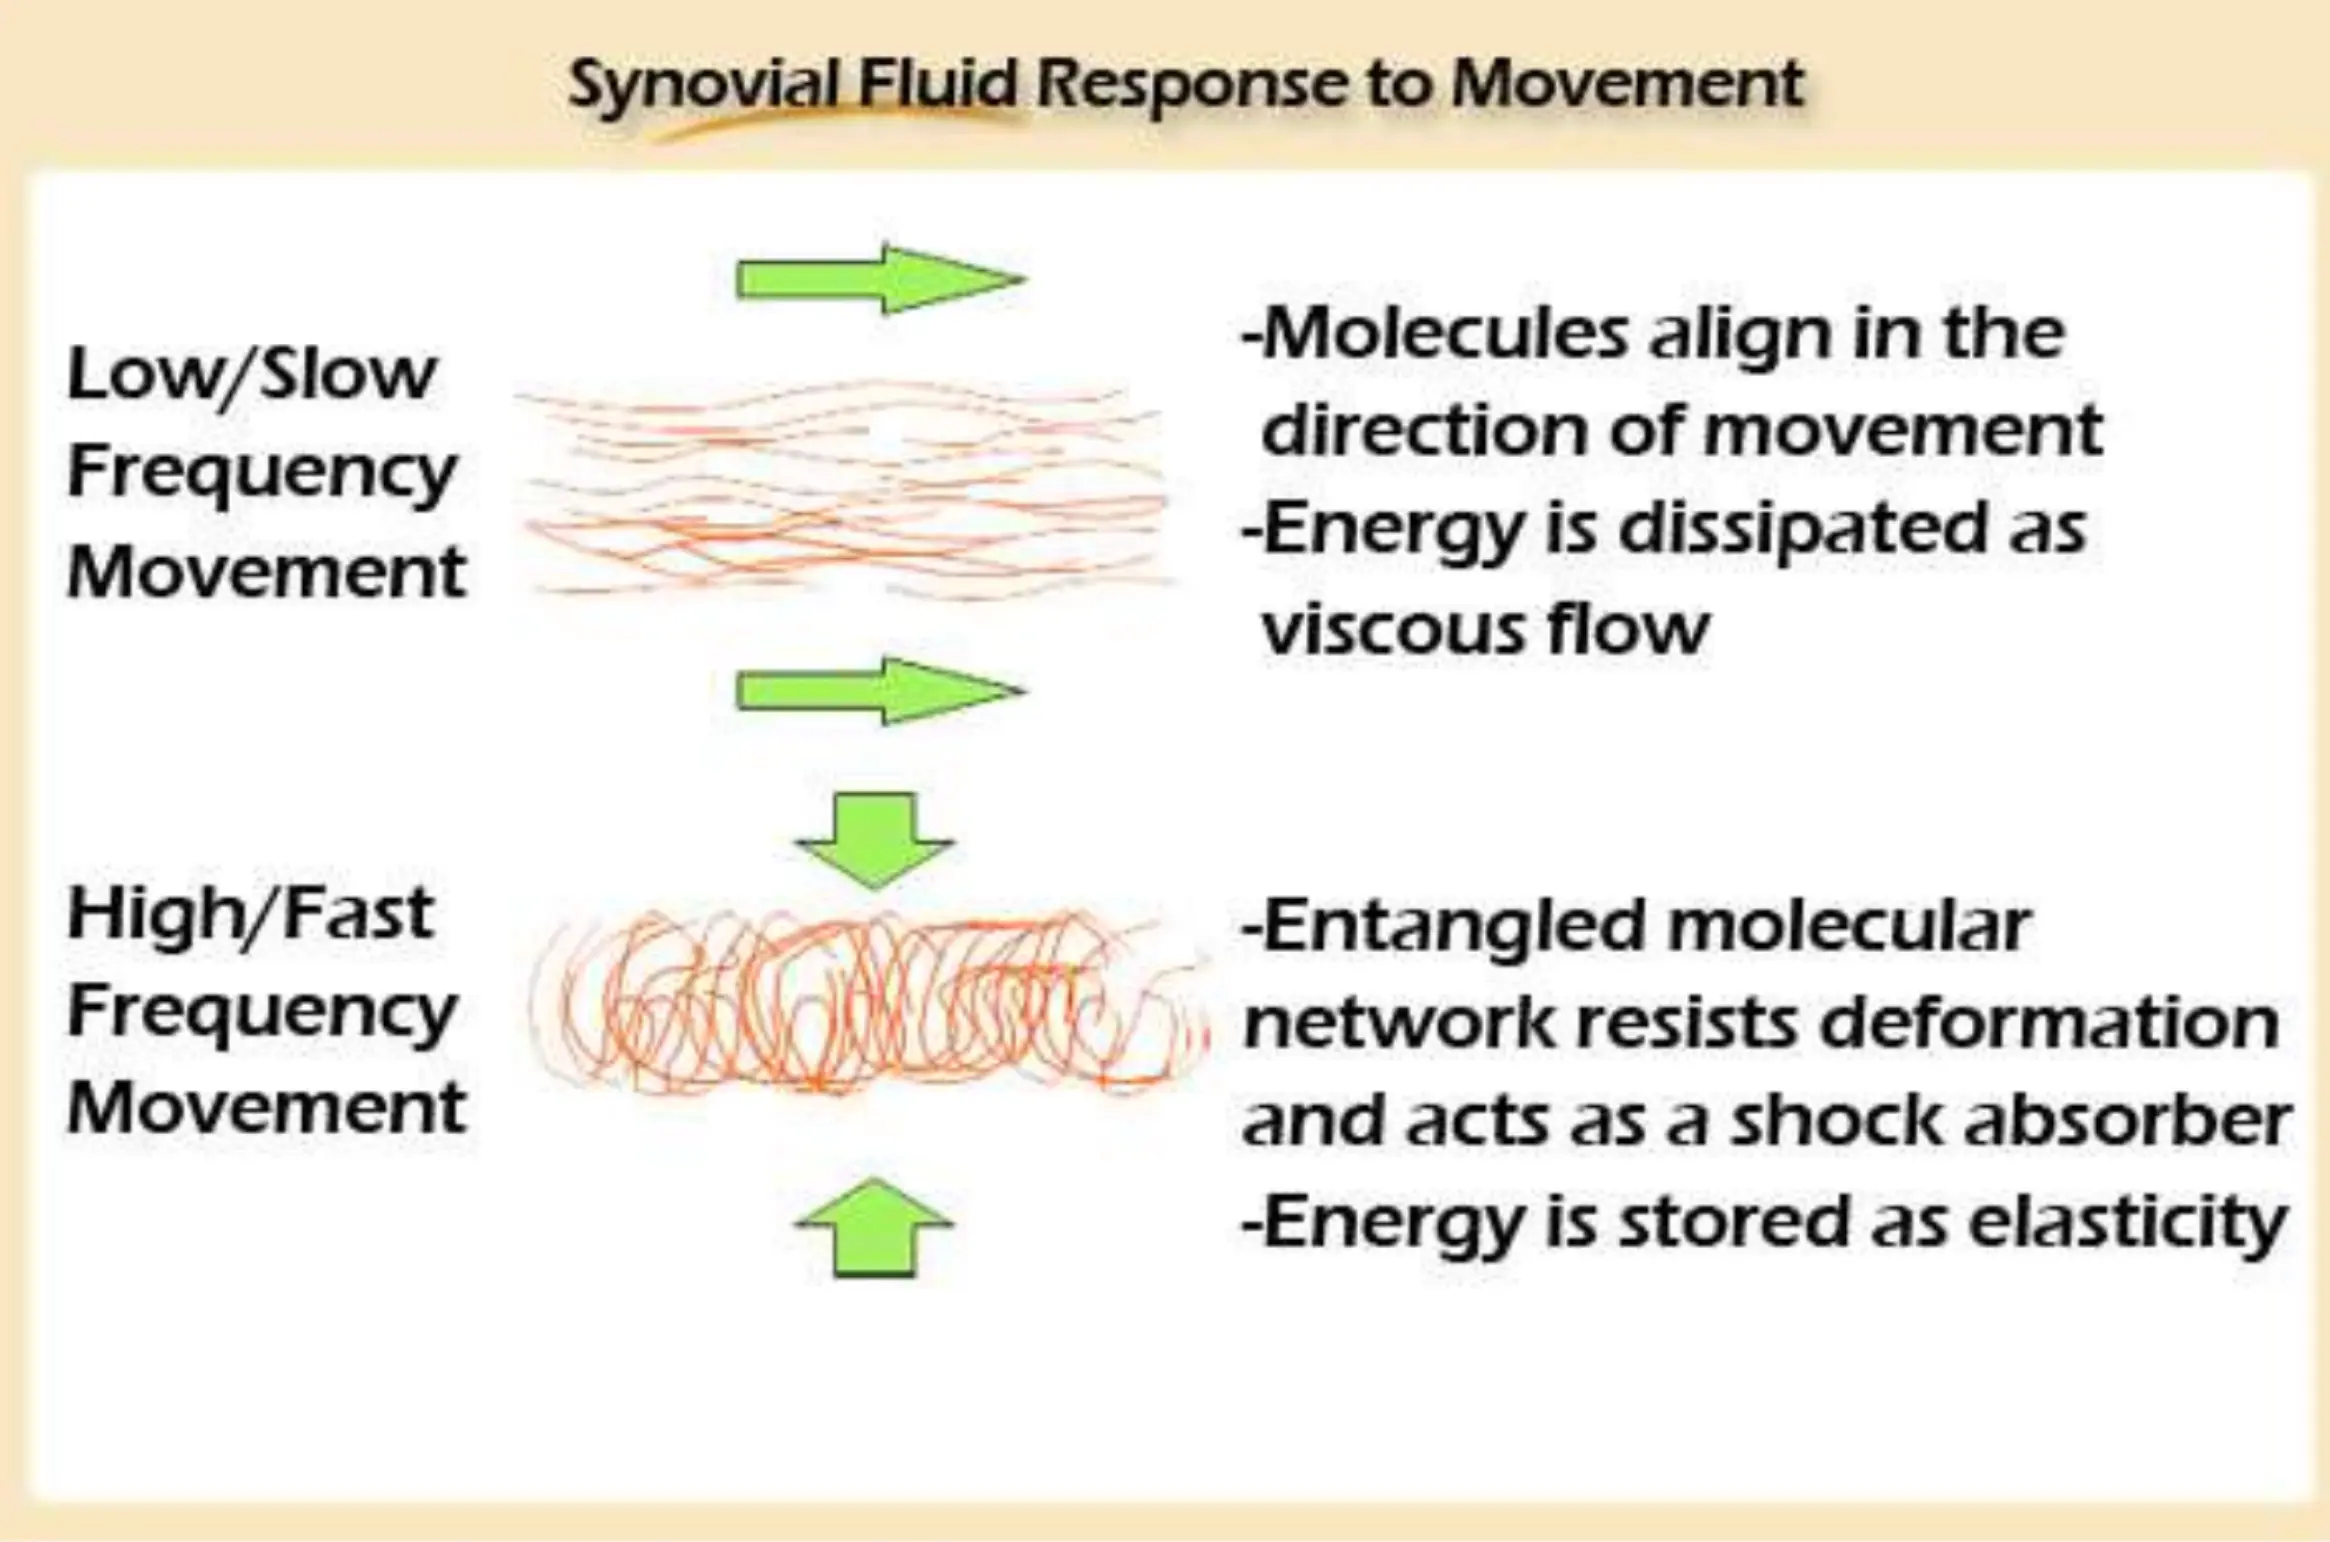 Synovial Fluid Response to Movement
Low/Slow
Frequency
Movement
-Molecules align in the
direction of movement
-Energy is dissipated as
viscous flow
High/Fast
Frequency
Movement
-Entangled molecular
network resists deformation
and acts as a shock absorber
-Energy is stored as elasticity